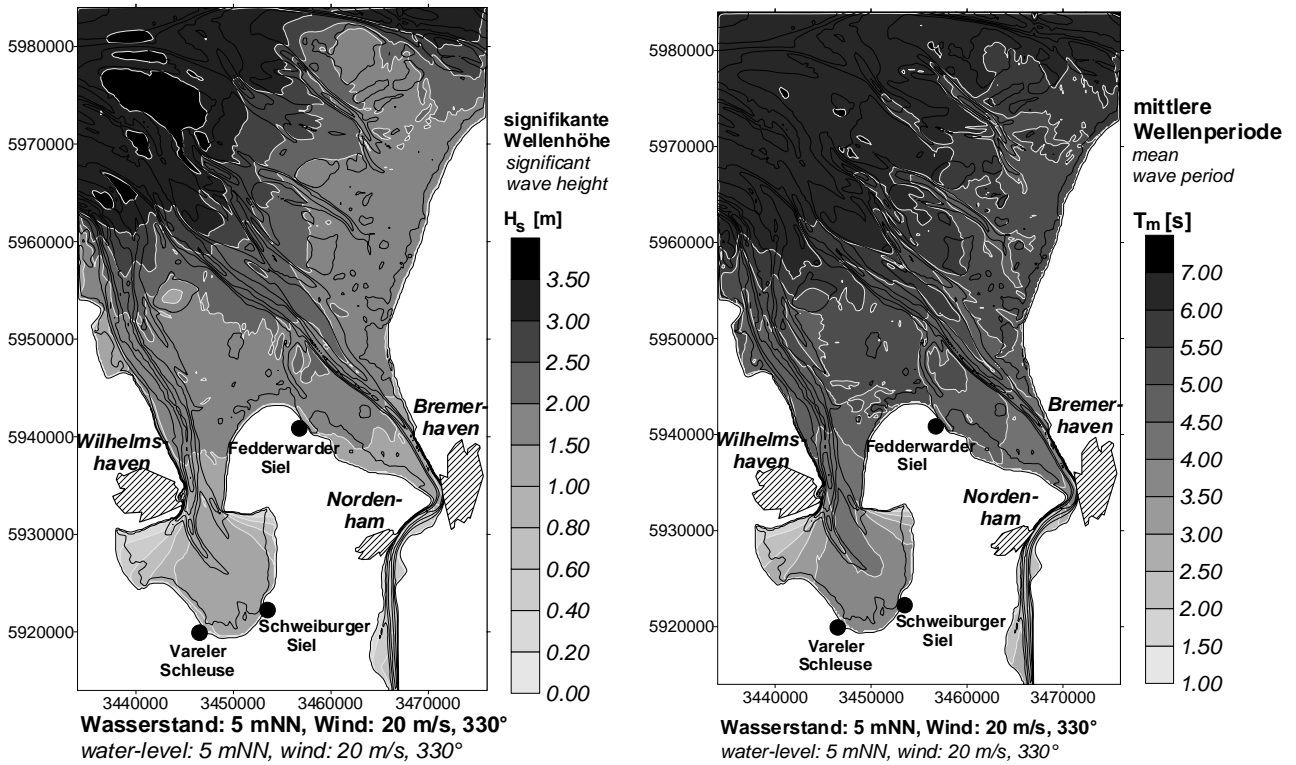 5980000
5970000
5960000
5950000
5940000
5930000
5920000
3440000
3450000
3460000
3470000
Wilhelms-
haven
Fedderwarder
Siel
Bremer-
haven
Norden-
ham
Schweiburger
Siel
Vareler
Schleuse
signifikante
Wellenhöhe
significant
wave height
Hs [m]
3.50
3.00
2.50
2.00
1.50
1.00
0.80
0.60
0.40
0.20
0.00
Wasserstand: 5 mNN, Wind: 20 m/s, 330°
water-level: 5 mNN, wind: 20 m/s, 330°
5980000
5970000
5960000
5950000
5940000
5930000
5920000
3440000
3450000
3460000
3470000
Wilhelms-
haven
Fedderwarder
Siel
Bremer-
haven
Norden-
ham
Schweiburger
Siel
Vareler
Schleuse
mittlere
Wellenperiode
mean
wave period
Tm [s]
7.00
6.00
5.50
5.00
4.50
4.00
3.50
3.00
2.50
2.00
1.50
1.00
Wasserstand: 5 mNN, Wind: 20 m/s, 330°
water-level: 5 mNN, wind: 20 m/s, 330°